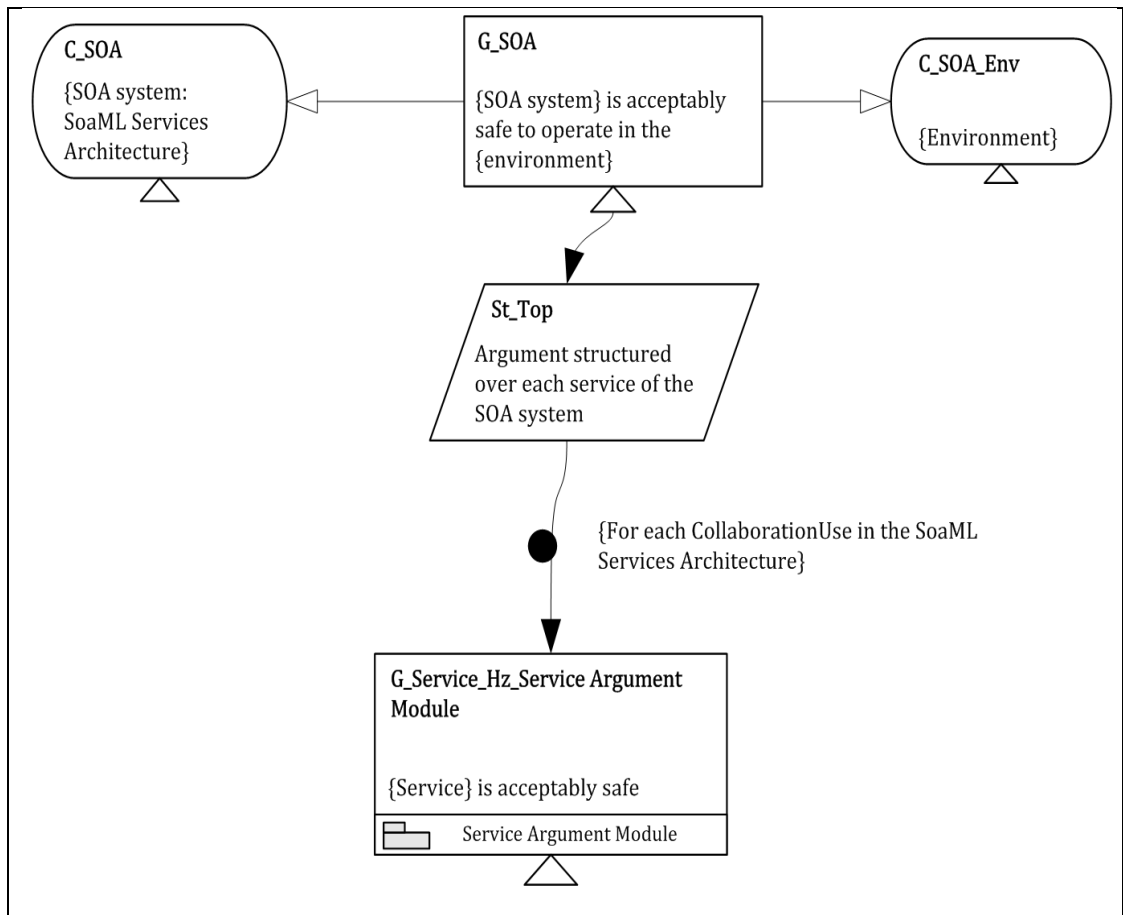 C_SOA
{SOA system:
SoaML Services
Architecture}
G_SOA
{SOA system} is acceptably
safe to operate in the
{environment}
C_SOA_Env
{Environment}
St_Top
Argument structured
over each service of the
SOA system
{For each CollaborationUse in the SoaML
Services Architecture}
G_Service_Hz_Service Argument
Module
{Service} is acceptably safe
Service Argument Module